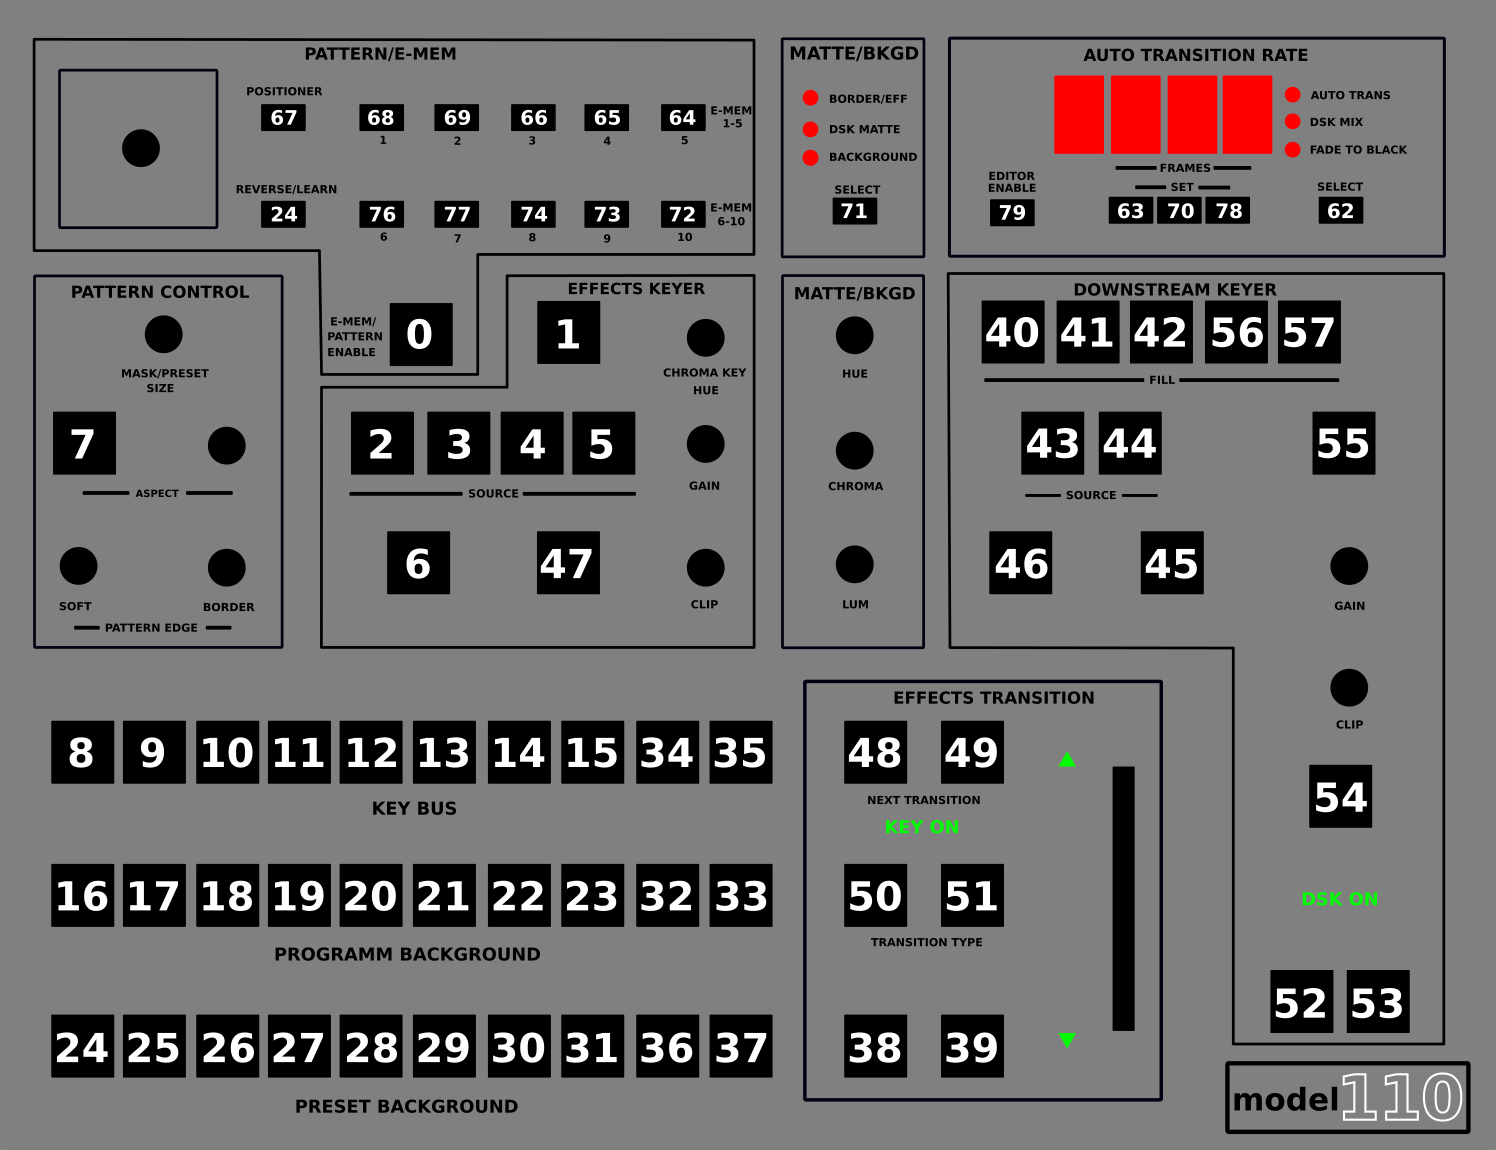 PATTERN/E-MEM
POSITIONER
67 68 69 66 65 64 E-MEM 1-5
1 2 3 4 5
REVERSE/LEARN
24 76 77 74 73 72 E-MEM 6-10
6 7 8 9 10
E-MEM/
PATTERN
ENABLE
0
MATTE/BKGD
BORDER/EFF
DSK MATTE
BACKGROUND
SELECT
71
AUTO TRANSITION RATE
AUTO TRANS
DSK MIX
FADE TO BLACK
FRAMES
SET
EDITOR
ENABLE
79
63 70 78
SELECT
62
PATTERN CONTROL
MASK/PRESET
SIZE
7
ASPECT
SOFT
BORDER
PATTERN EDGE
EFFECTS KEYER
1
CHROMA KEY
HUE
2 3 4 5
SOURCE
GAIN
6 47
CLIP
MATTE/BKGD
HUE
CHROMA
LUM
DOWNSTREAM KEYER
40 41 42 56 57
FILL
43 44 55
SOURCE
46 45
GAIN
CLIP
54
DSK ON
52 53
8 9 10 11 12 13 14 15 34 35
KEY BUS
16 17 18 19 20 21 22 23 32 33
PROGRAMM BACKGROUND
24 25 26 27 28 29 30 31 36 37
PRESET BACKGROUND
EFFECTS TRANSITION
48 49
NEXT TRANSITION
KEY ON
50 51
TRANSITION TYPE
38 39
model110